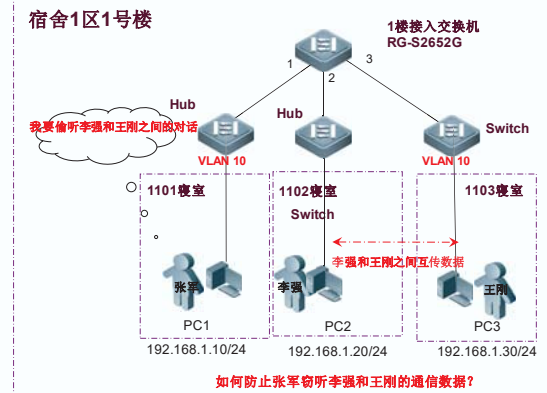 宿舍1区1号楼
1楼接入交换机
RG-S2652G
1
2
3
Hub
Hub
Switch
我要偷听李强和王刚之间的对话
VLAN 10
VLAN 10
1101寝室
1102寝室
1103寝室
Switch
李强和王刚之间互传数据
张军
李强
王刚
PC1
PC2
PC3
192.168.1.10/24
192.168.1.20/24
192.168.1.30/24
如何防止张军窃听李强和王刚的通信数据?